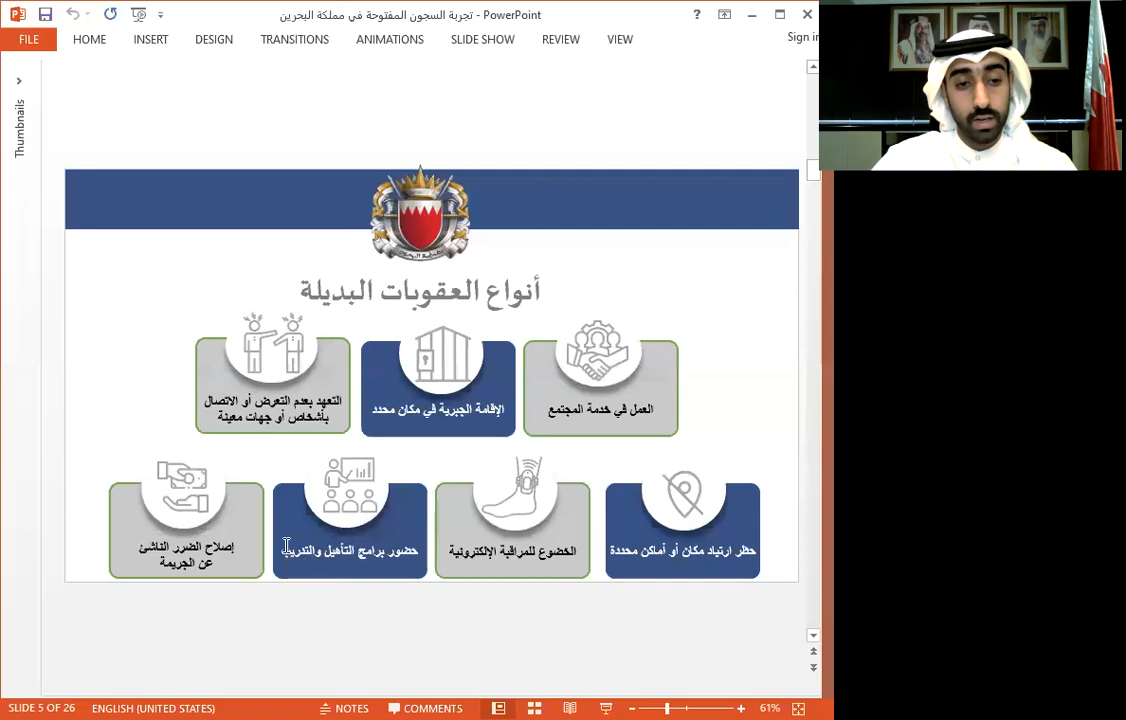 تجربة السجون المفتوحة في مملكة البحرين - PowerPoint
FILE
HOME
INSERT
DESIGN
TRANSITIONS
ANIMATIONS
SLIDE SHOW
REVIEW
VIEW
Sign in
Thumbnails
أنواع العقوبات البديلة
العمل في خدمة المجتمع
الإقامة الجبرية في مكان محدد
التعهد بعدم التعرض أو الاتصال
بأشخاص أو جهات معينة
حظر ارتياد مكان أو أماكن محددة
الخضوع للمراقبة الإلكترونية
حضور برامج التأهيل والتدريب
إصلاح الضرر الناشئ
عن الجريمة
SLIDE 5 OF 26
ENGLISH (UNITED STATES)
NOTES
COMMENTS
61%